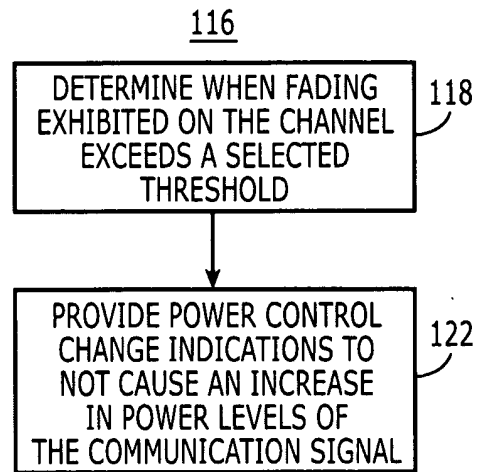 116
DETERMINE WHEN FADING
EXHIBITED ON THE CHANNEL
EXCEEDS A SELECTED
THRESHOLD
118
PROVIDE POWER CONTROL
CHANGE INDICATIONS TO
NOT CAUSE AN INCREASE
IN POWER LEVELS OF
THE COMMUNICATION SIGNAL
122